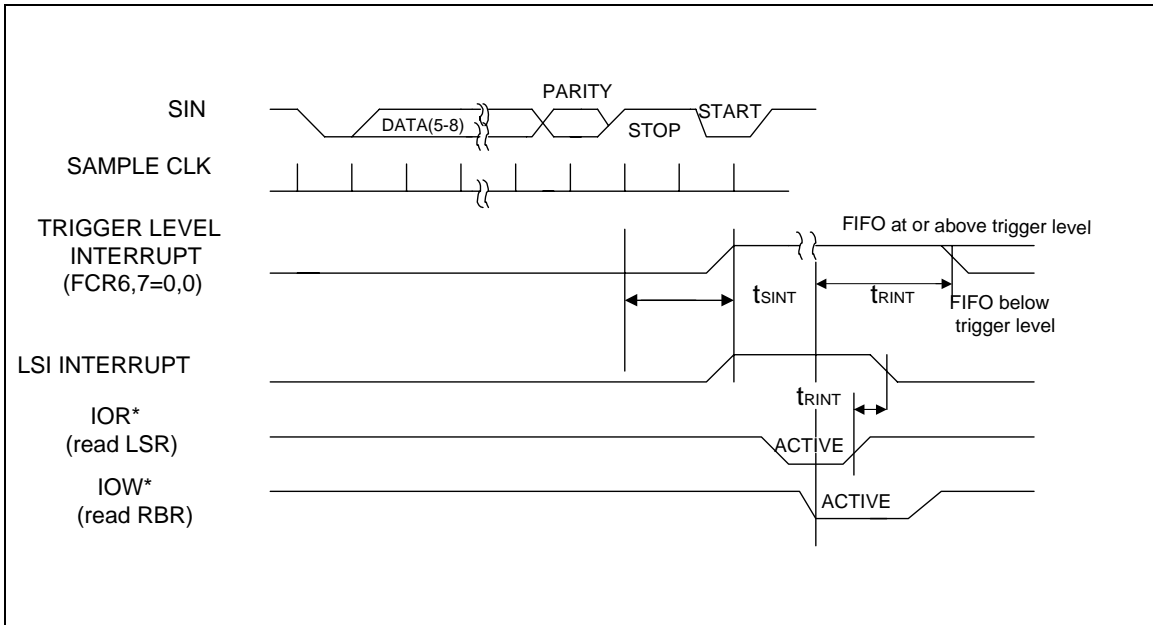 PARITY
SIN
START
DATA(5-8)
STOP
SAMPLE CLK
TRIGGER LEVEL
INTERRUPT
(FCR6,7=0,0)
FIFO at or above trigger level
tSINT
tRINT
FIFO below
trigger level
LSI INTERRUPT
tRINT
IOR*
(read LSR)
ACTIVE
IOW*
(read RBR)
ACTIVE